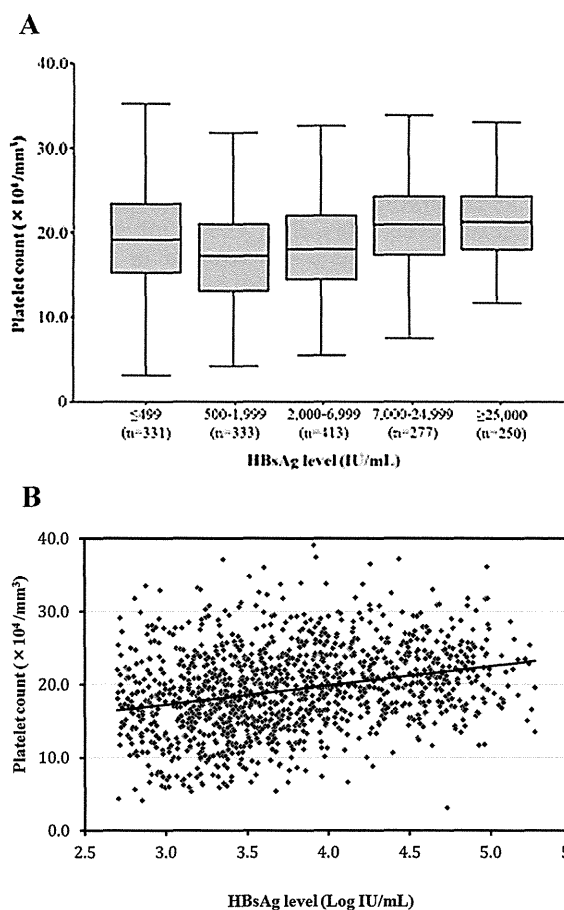 A
40.0
30.0
20.0
10.0
0
Platelet count (×10⁴/mm³)
≤499 500-1,999 2,000-6,999 7,000-24,999 ≥25,000
(n=331) (n=333) (n=413) (n=277) (n=250)
HBsAg level (IU/mL)
B
40.0
30.0
20.0
10.0
0.0
Platelet count (×10⁴/mm³)
2.5 3.0 3.5 4.0 4.5 5.0
HBsAg level (Log IU/mL)